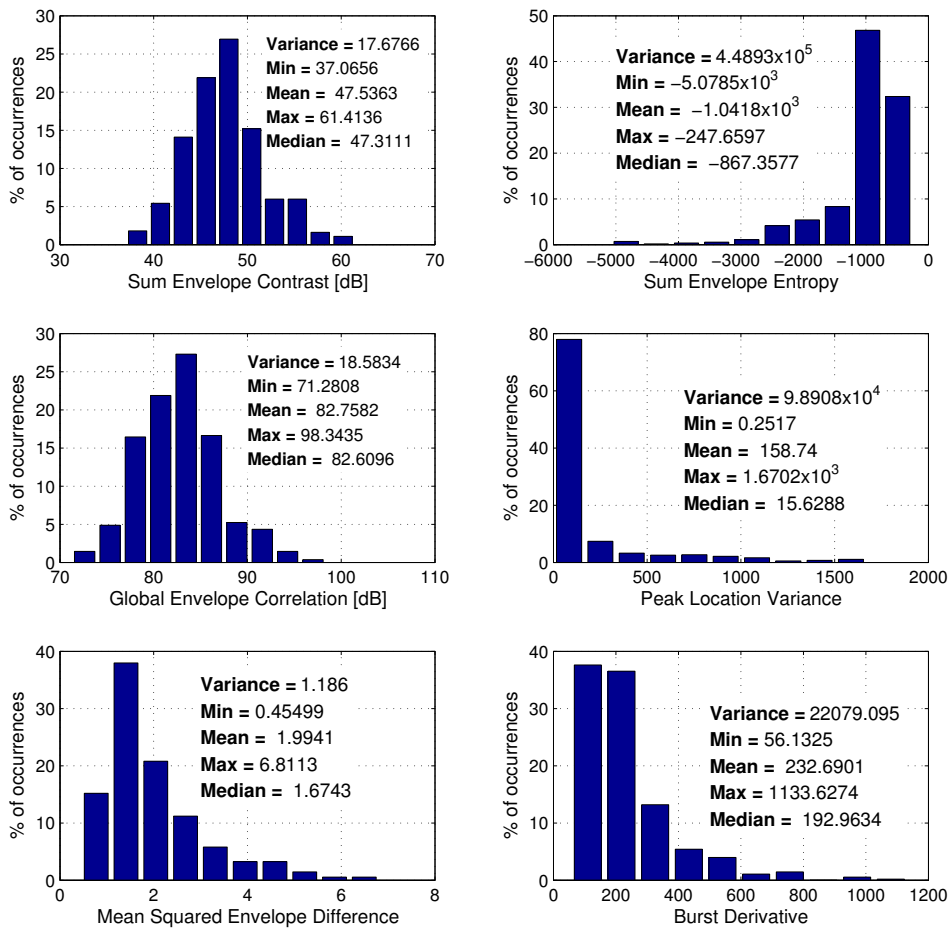 30
25
20
15
10
5
0
% of occurrences
Variance = 17.6766
Min = 37.0656
Mean = 47.5363
Max = 61.4136
Median = 47.3111
30 40 50 60 70
Sum Envelope Contrast [dB]
50
40
30
20
10
0
% of occurrences
Variance = 4.4893x10^5
Min = −5.0785x10^3
Mean = −1.0418x10^3
Max = −247.6597
Median = −867.3577
−6000 −5000 −4000 −3000 −2000 −1000 0
Sum Envelope Entropy
30
25
20
15
10
5
0
% of occurrences
Variance = 18.5834
Min = 71.2808
Mean = 82.7582
Max = 98.3435
Median = 82.6096
70 80 90 100 110
Global Envelope Correlation [dB]
80
60
40
20
0
% of occurrences
Variance = 9.8908x10^4
Min = 0.2517
Mean = 158.74
Max = 1.6702x10^3
Median = 15.6288
0 500 1000 1500 2000
Peak Location Variance
40
30
20
10
0
% of occurrences
Variance = 1.186
Min = 0.45499
Mean = 1.9941
Max = 6.8113
Median = 1.6743
0 2 4 6 8
Mean Squared Envelope Difference
40
30
20
10
0
% of occurrences
Variance = 22079.095
Min = 56.1325
Mean = 232.6901
Max = 1133.6274
Median = 192.9634
0 200 400 600 800 1000 1200
Burst Derivative